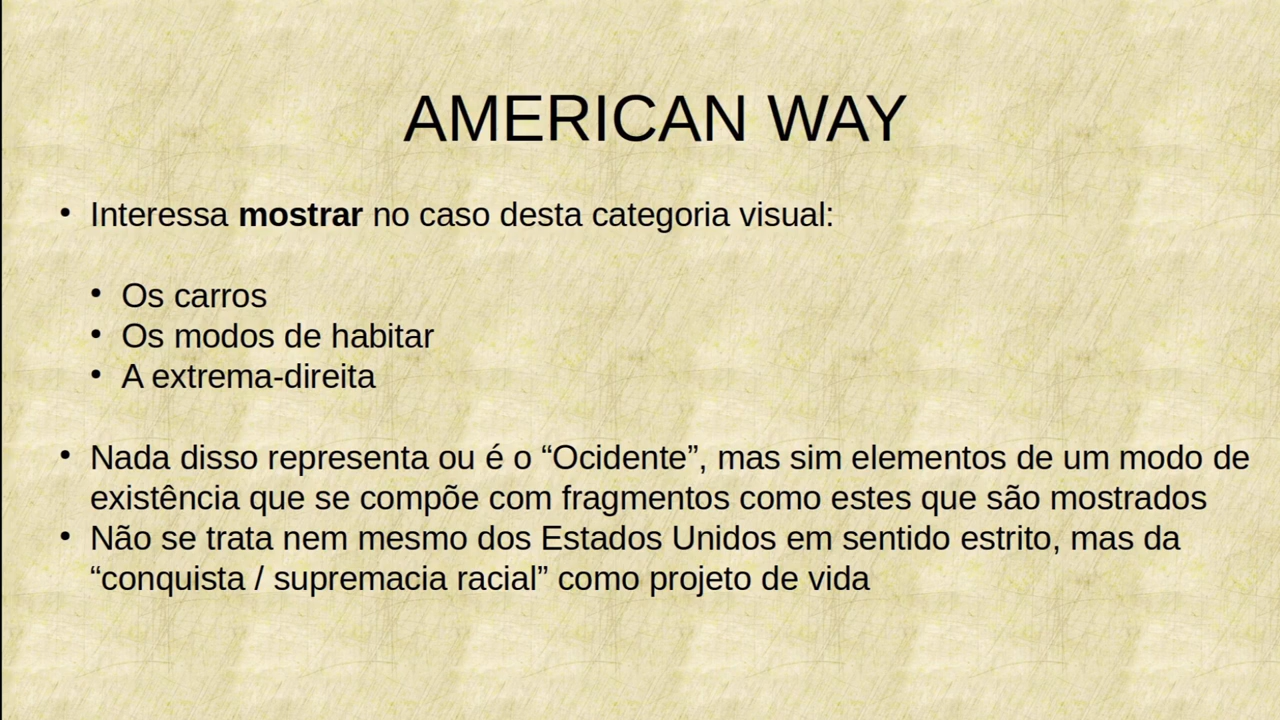 AMERICAN WAY
• Interessa mostrar no caso desta categoria visual:
• Os carros
• Os modos de habitar
• A extrema-direita
• Nada disso representa ou é o “Ocidente”, mas sim elementos de um modo de
existência que se compõe com fragmentos como estes que são mostrados
• Não se trata nem mesmo dos Estados Unidos em sentido estrito, mas da
“conquista / supremacia racial” como projeto de vida